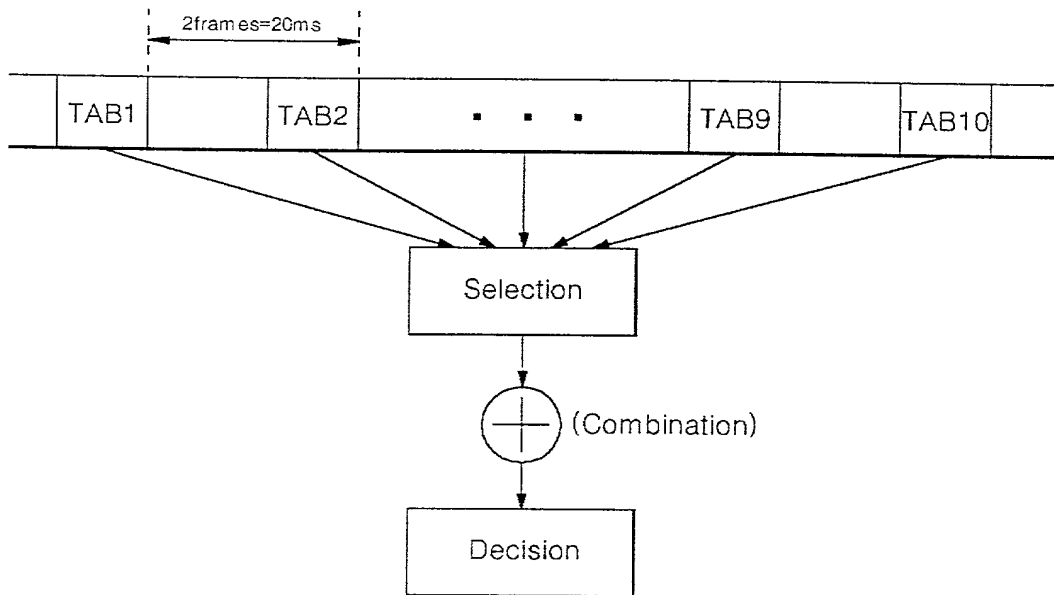 2frames=20ms
TAB1 TAB2 . . . TAB9 TAB10
Selection
(Combination)
Decision